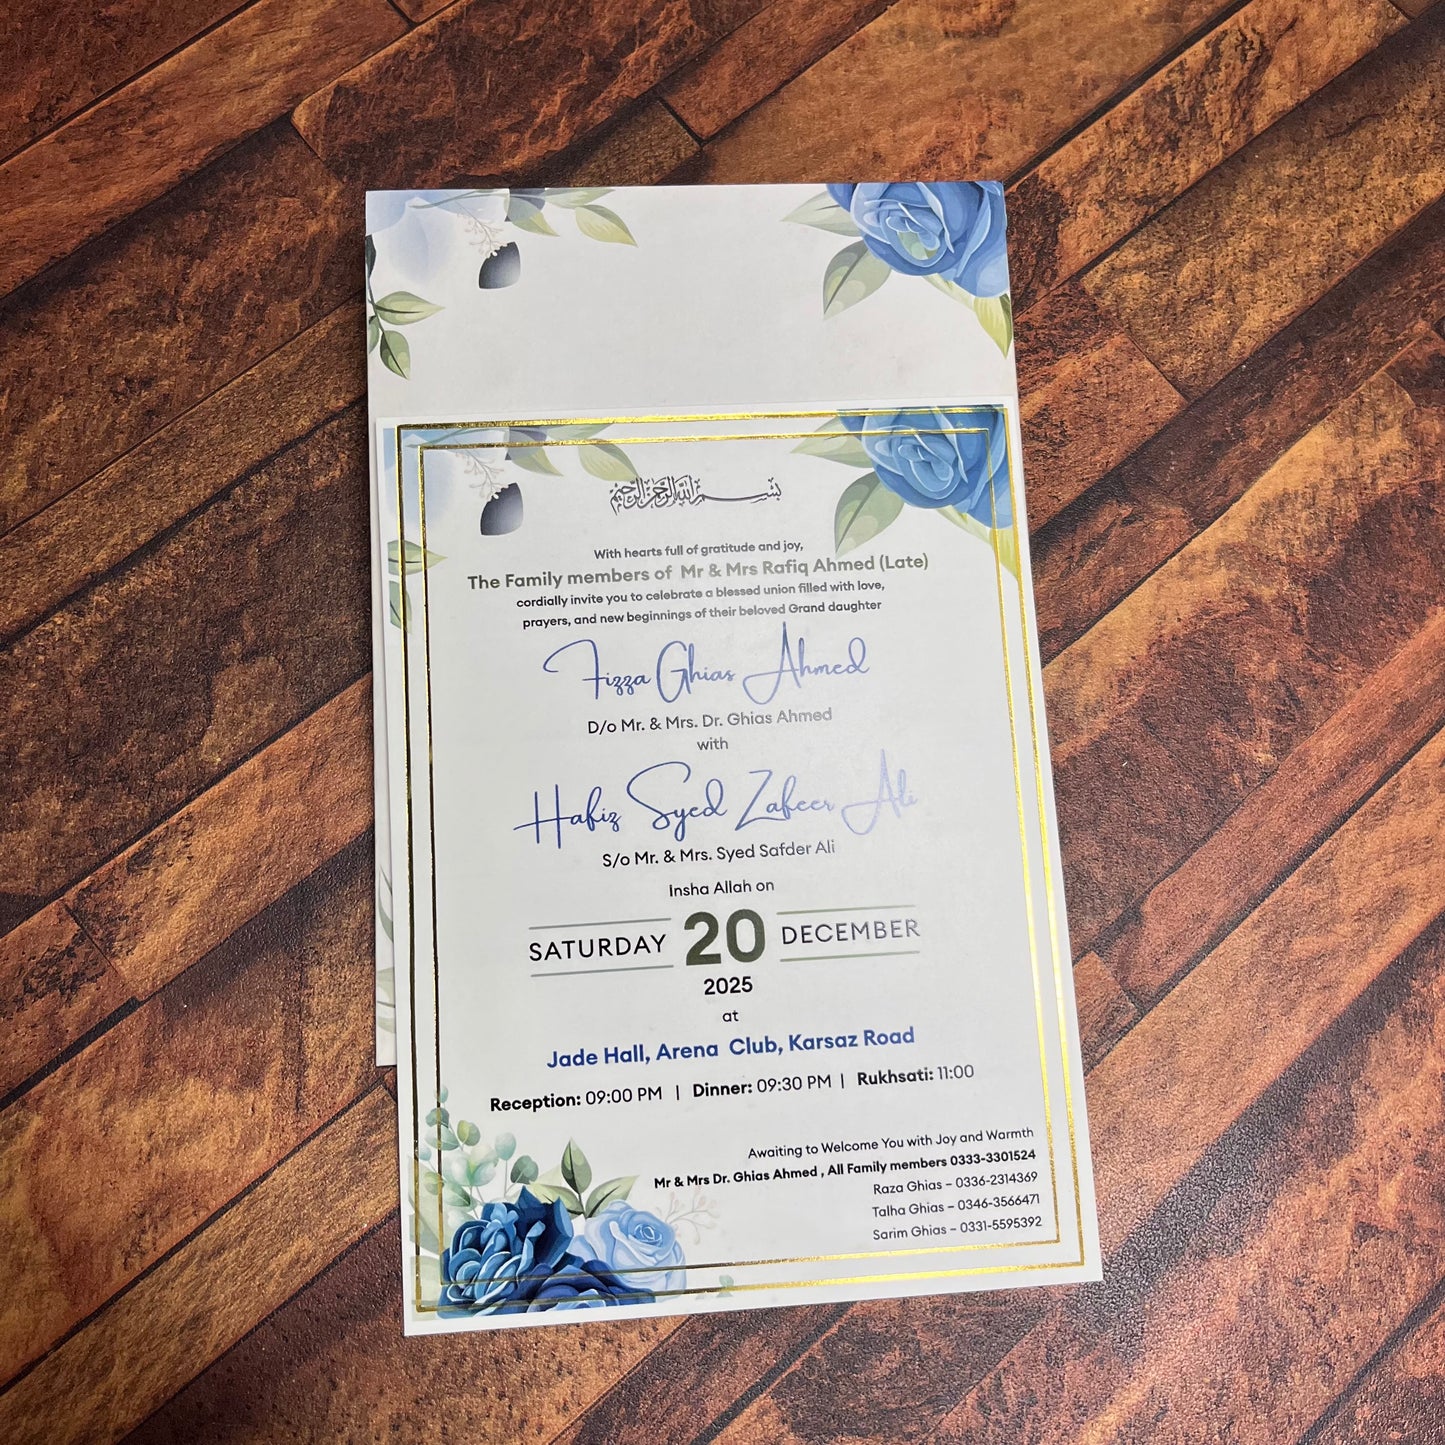 بسم الله الرحمن الرحيم
With hearts full of gratitude and joy,
The Family members of Mr & Mrs Rafiq Ahmed (Late)
cordially invite you to celebrate a blessed union filled with love,
prayers, and new beginnings of their beloved Grand daughter
Fizza Ghias Ahmed
D/o Mr. & Mrs. Dr. Ghias Ahmed
with
Hafiz Syed Zafeer Ali
S/o Mr. & Mrs. Syed Safder Ali
Insha Allah on
SATURDAY 20 DECEMBER
2025
at
Jade Hall, Arena Club, Karsaz Road
Reception: 09:00 PM | Dinner: 09:30 PM | Rukhsati: 11:00
Awaiting to Welcome You with Joy and Warmth
Mr & Mrs Dr. Ghias Ahmed , All Family members 0333-3301524
Raza Ghias – 0336-2314369
Talha Ghias – 0346-3566471
Sarim Ghias – 0331-5595392